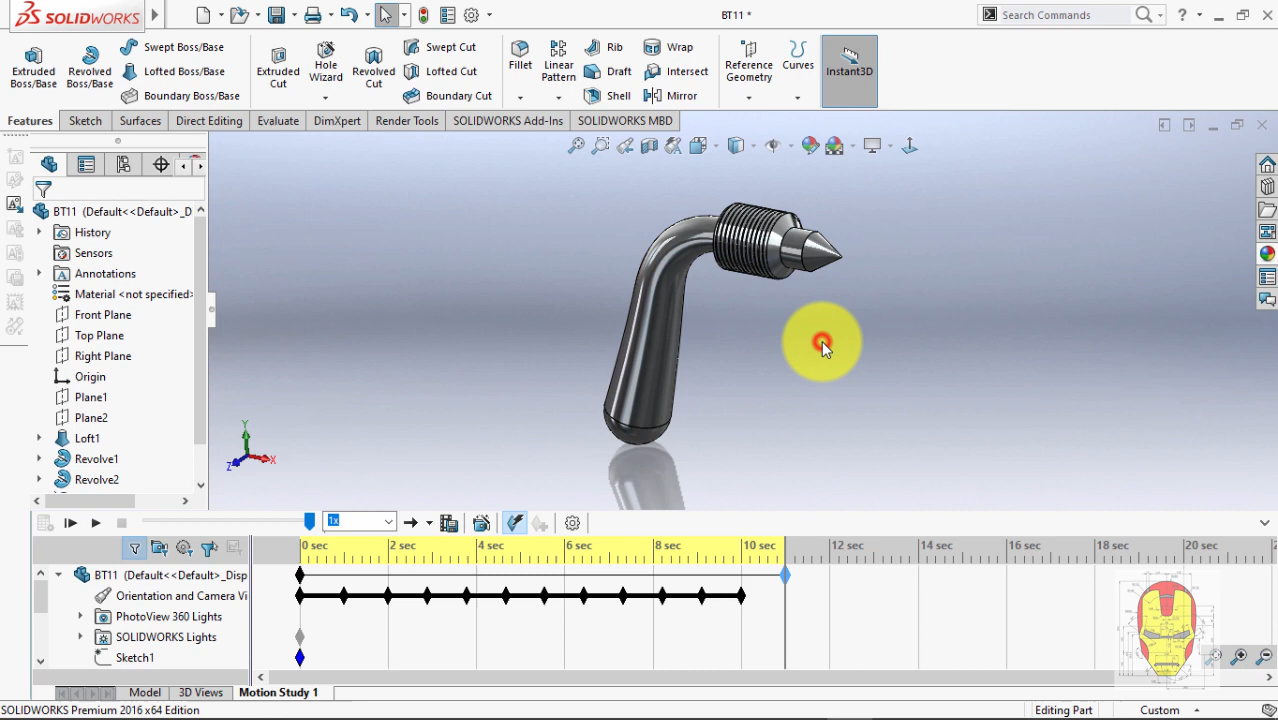 SOLIDWORKS
BT11 *
Search Commands
Extruded Boss/Base
Revolved Boss/Base
Swept Boss/Base
Lofted Boss/Base
Boundary Boss/Base
Extruded Cut
Hole Wizard
Revolved Cut
Swept Cut
Lofted Cut
Boundary Cut
Fillet
Linear Pattern
Rib
Draft
Shell
Wrap
Intersect
Mirror
Reference Geometry
Curves
Instant3D
Features
Sketch
Surfaces
Direct Editing
Evaluate
DimXpert
Render Tools
SOLIDWORKS Add-Ins
SOLIDWORKS MBD
BT11 (Default<<Default>_D
History
Sensors
Annotations
Material <not specified>
Front Plane
Top Plane
Right Plane
Origin
Plane1
Plane2
Loft1
Revolve1
Revolve2
Y
Z
X
1x
0 sec
2 sec
4 sec
6 sec
8 sec
10 sec
12 sec
14 sec
16 sec
18 sec
20 sec
22
BT11 (Default<<Default>_Disp
Orientation and Camera Vi
PhotoView 360 Lights
SOLIDWORKS Lights
Sketch1
Model
3D Views
Motion Study 1
SOLIDWORKS Premium 2016 x64 Edition
Editing Part
Custom